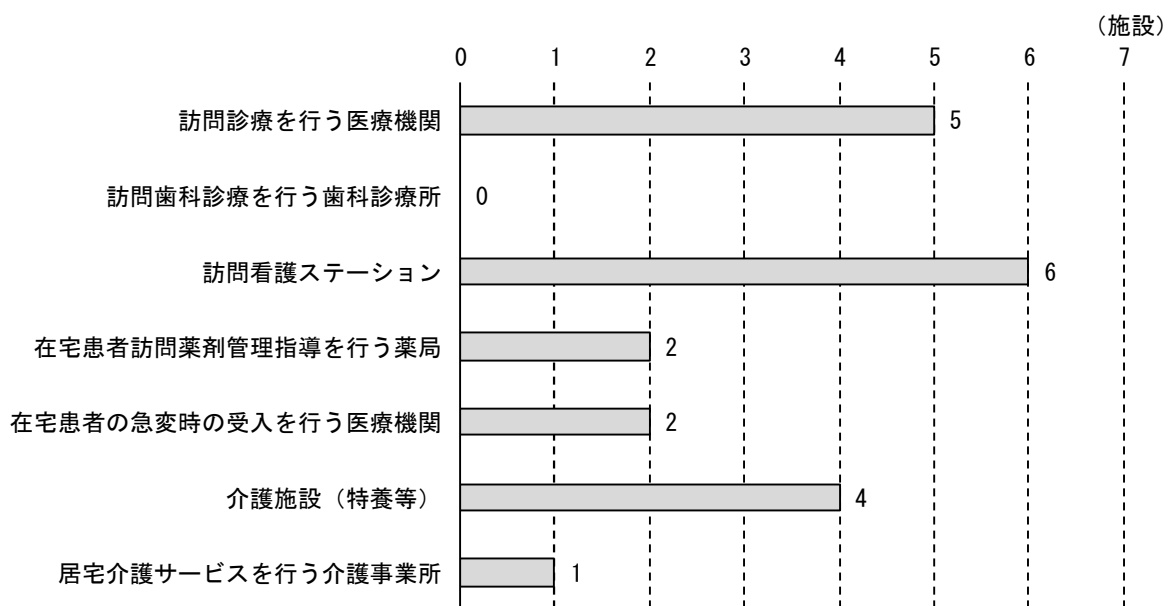 （施設）
0 1 2 3 4 5 6 7
訪問診療を行う医療機関 5
訪問歯科診療を行う歯科診療所 0
訪問看護ステーション 6
在宅患者訪問薬剤管理指導を行う薬局 2
在宅患者の急変時の受入を行う医療機関 2
介護施設（特養等） 4
居宅介護サービスを行う介護事業所 1